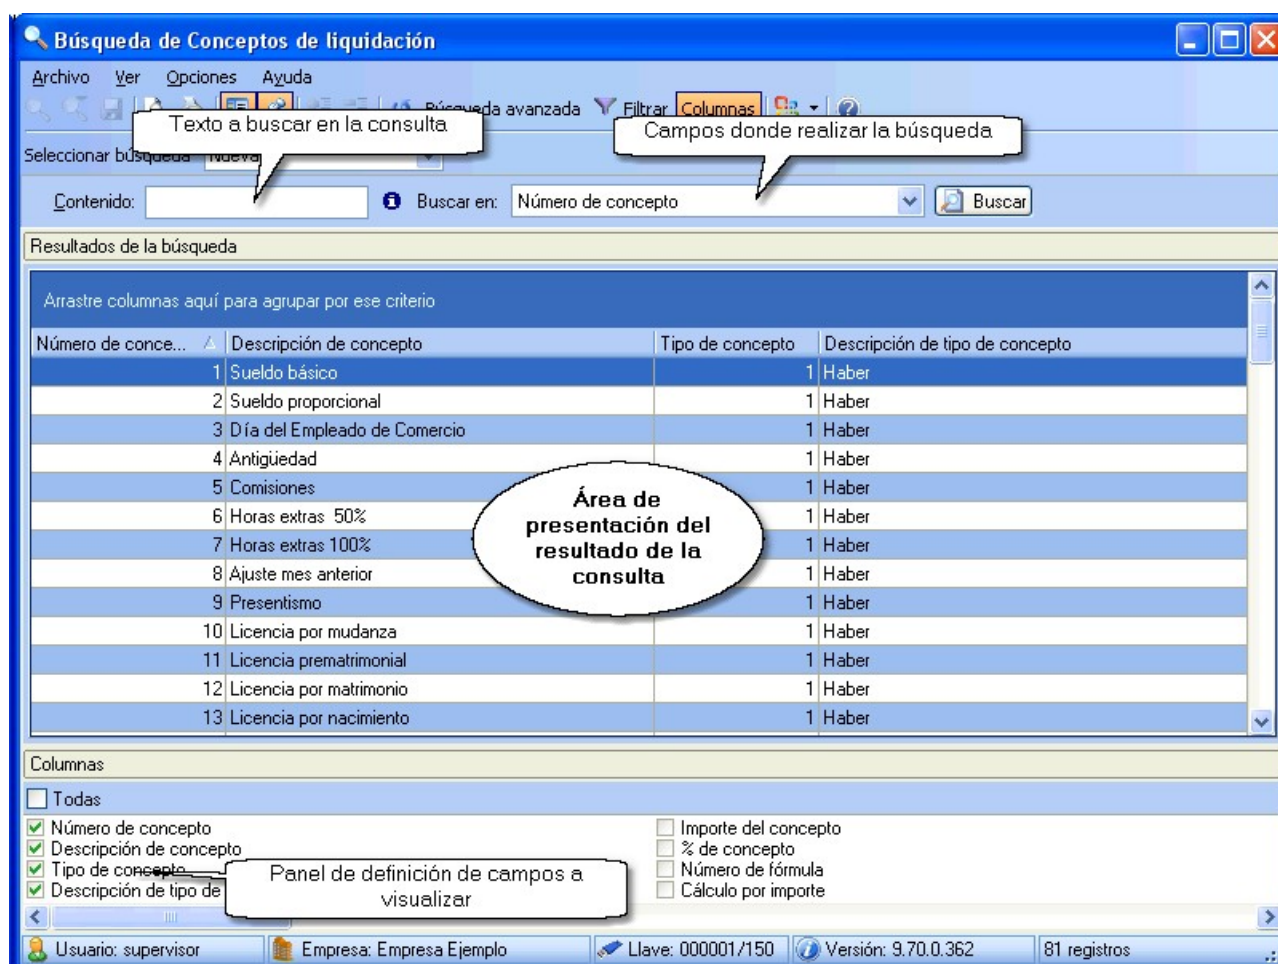 Búsqueda de Conceptos de liquidación
Archivo Ver Opciones Ayuda
Búsqueda avanzada Filtrar Columnas
Texto a buscar en la consulta
Campos donde realizar la búsqueda
Seleccionar búsqueda Nueva
Contenido: Buscar en: Número de concepto Buscar
Resultados de la búsqueda
Arrastre columnas aquí para agrupar por ese criterio
Número de conce... Descripción de concepto Tipo de concepto Descripción de tipo de concepto
1 Sueldo básico 1 Haber
2 Sueldo proporcional 1 Haber
3 Día del Empleado de Comercio 1 Haber
4 Antigüedad 1 Haber
5 Comisiones 1 Haber
6 Horas extras 50% 1 Haber
7 Horas extras 100% 1 Haber
8 Ajuste mes anterior 1 Haber
9 Presentismo 1 Haber
10 Licencia por mudanza 1 Haber
11 Licencia prematrimonial 1 Haber
12 Licencia por matrimonio 1 Haber
13 Licencia por nacimiento 1 Haber
Área de
presentación del
resultado de la
consulta
Columnas
Todas
Número de concepto Importe del concepto
Descripción de concepto % de concepto
Tipo de concepto Número de fórmula
Descripción de tipo de Cálculo por importe
Panel de definición de campos a
visualizar
Usuario: supervisor Empresa: Empresa Ejemplo Llave: 000001/150 Versión: 9.70.0.362 81 registros